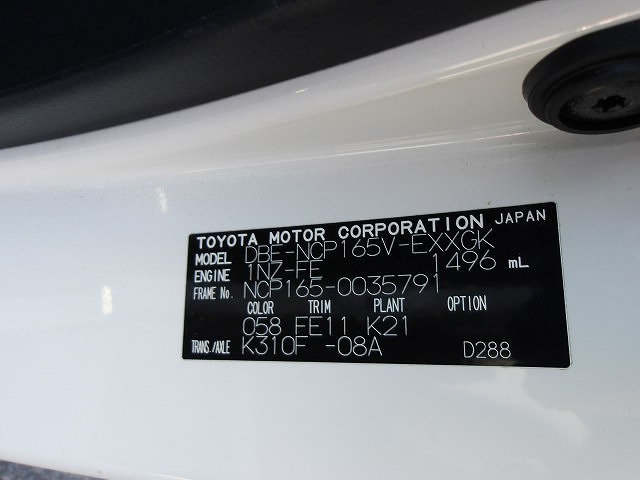 TOYOTA MOTOR CORPORATION JAPAN
MODEL DBE-NCP165V-EXXGK
ENGINE 1NZ-FE 1496 mL
FRAME No. NCP165-0035791
COLOR TRIM PLANT OPTION
058 FE11 K21
TRANS./AXLE K310F -08A D288